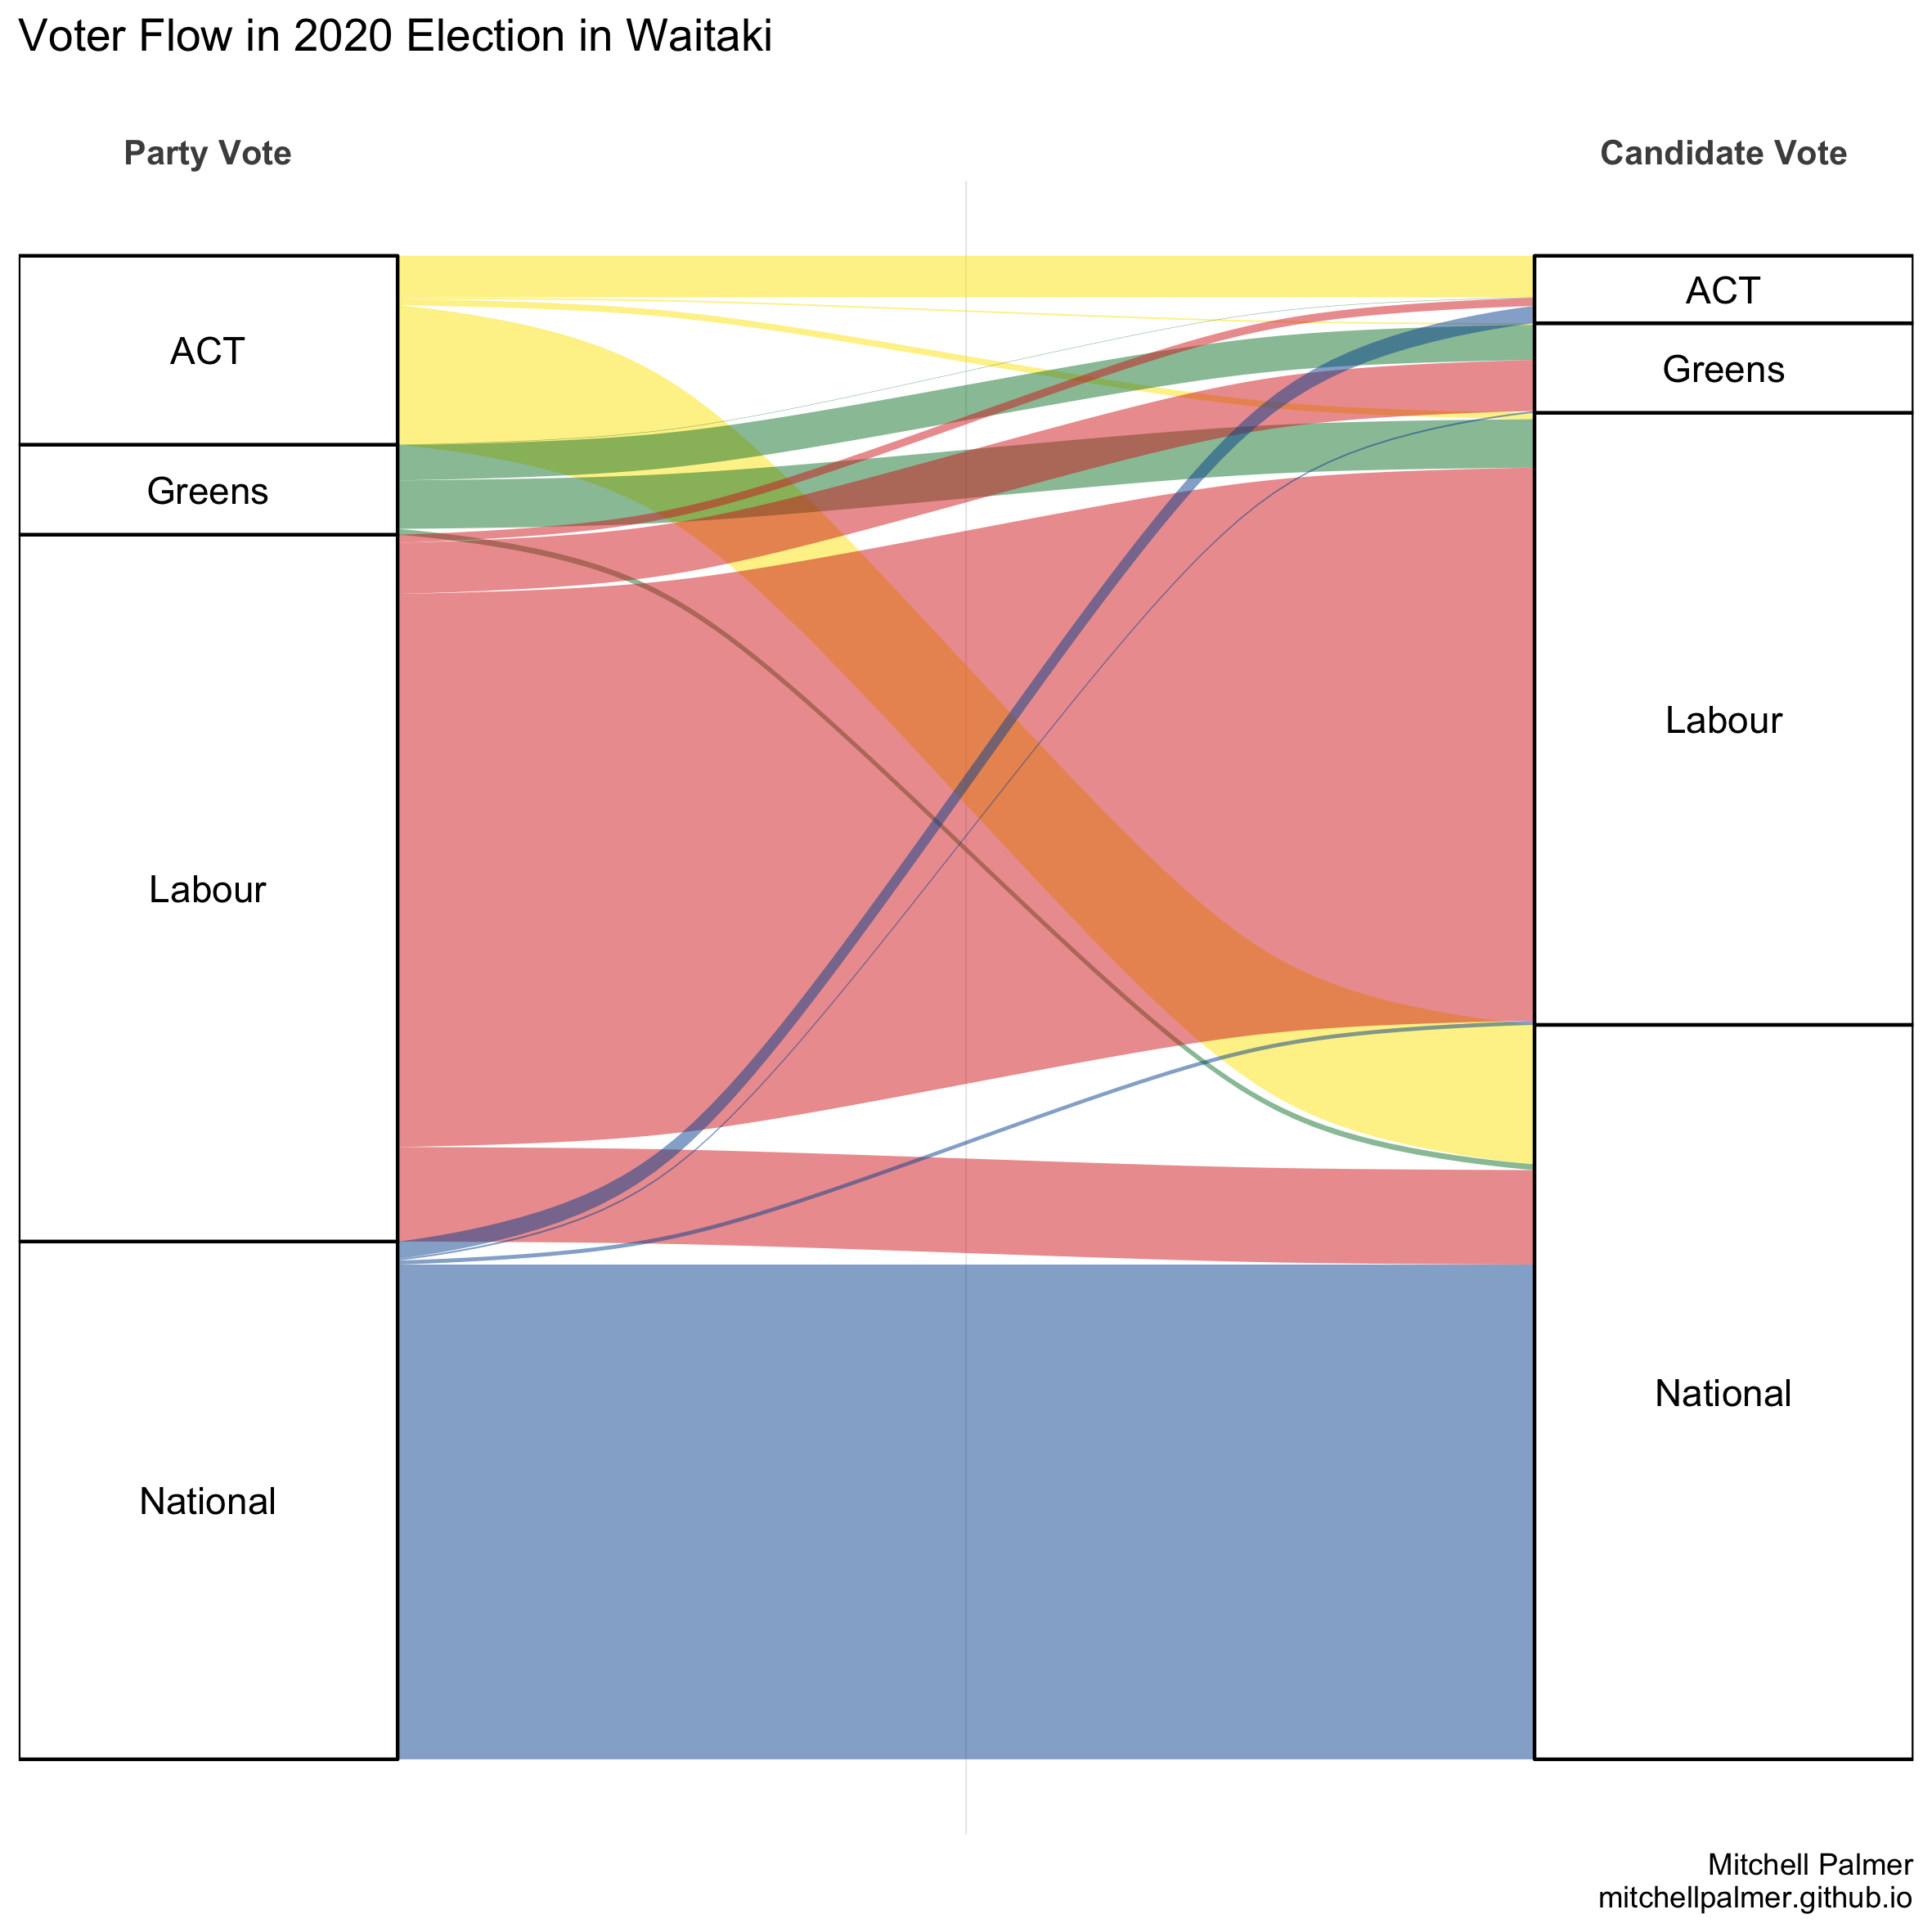 Voter Flow in 2020 Election in Waitaki
Party Vote
Candidate Vote
ACT
Greens
Labour
National
ACT
Greens
Labour
National
Mitchell Palmer
mitchellpalmer.github.io